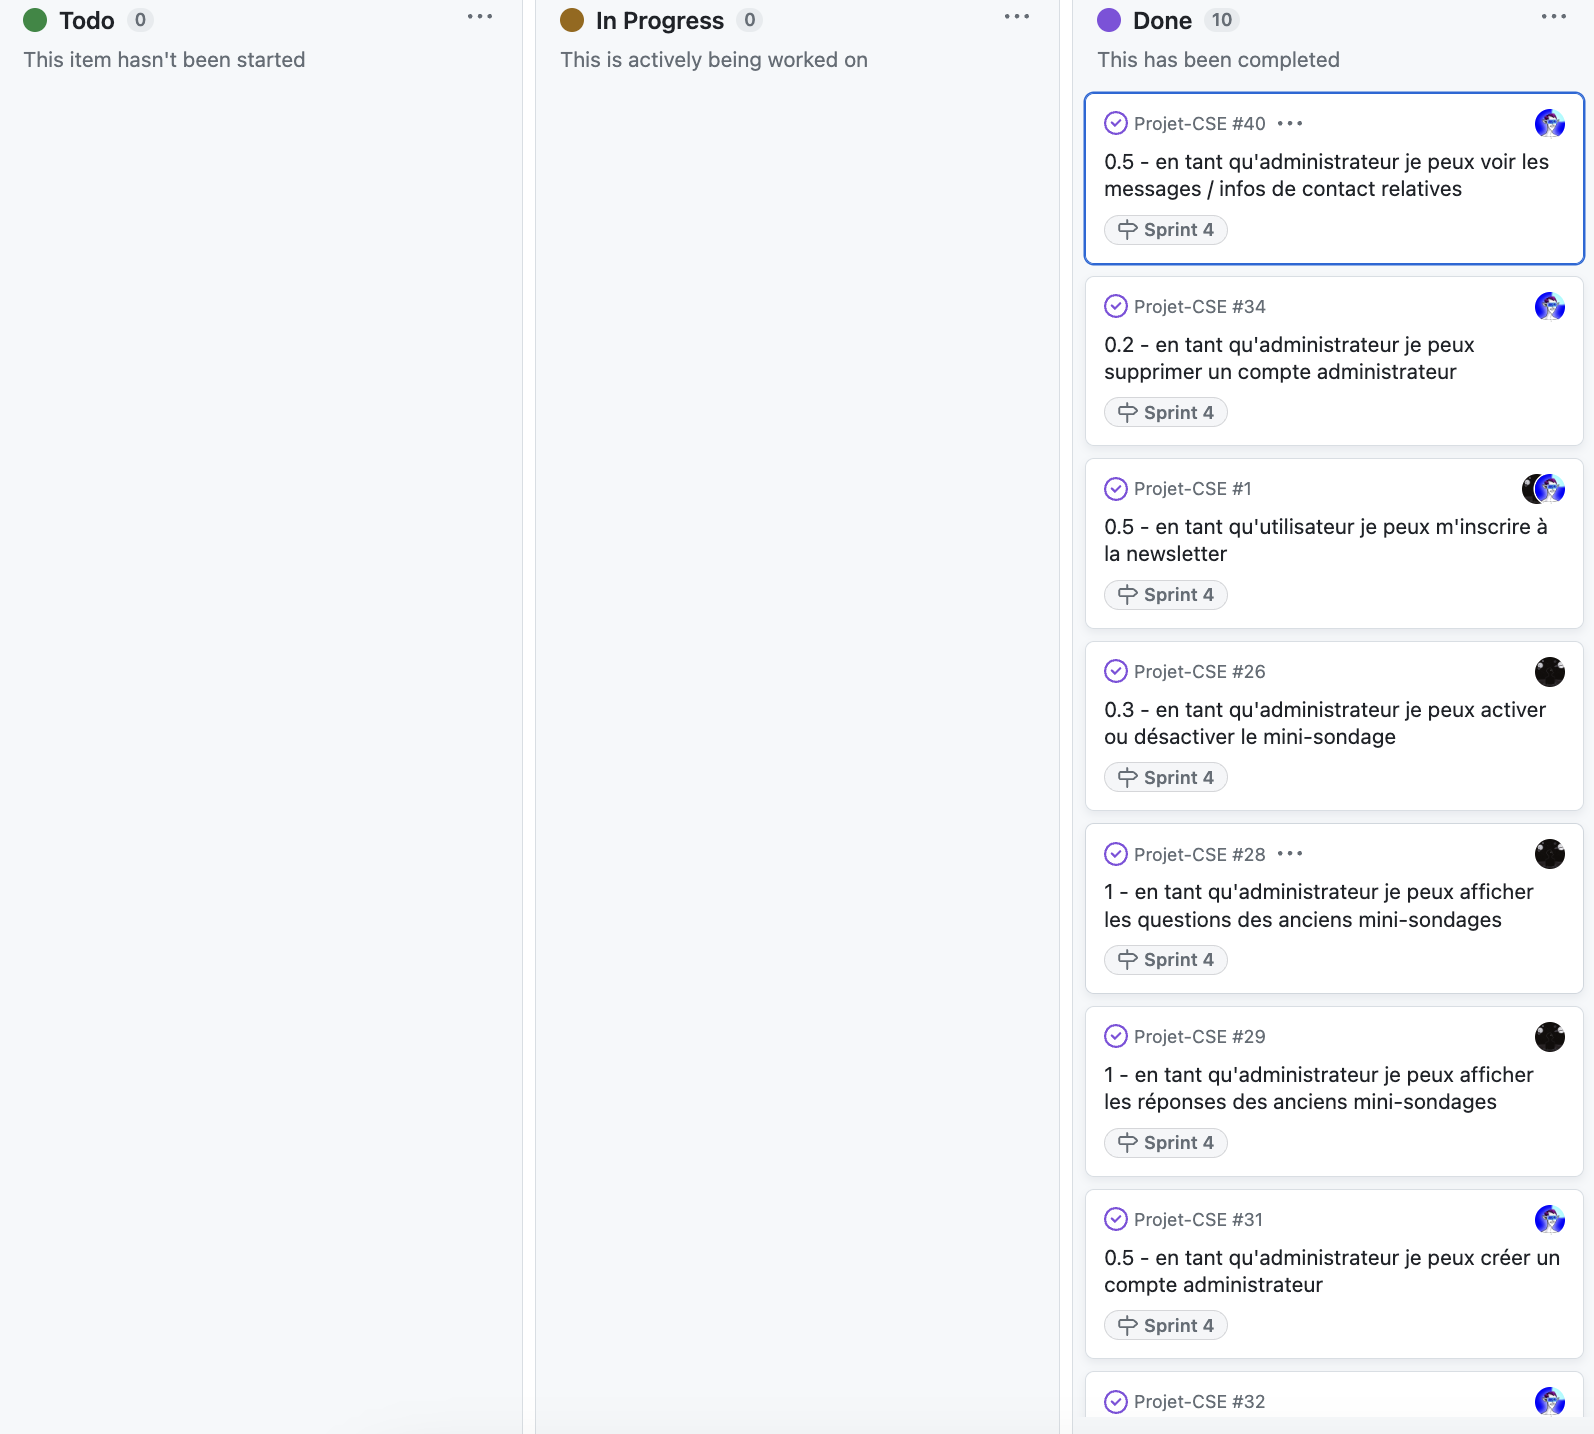 Todo 0
This item hasn't been started
In Progress 0
This is actively being worked on
Done 10
This has been completed
Projet-CSE #40
0.5 - en tant qu'administrateur je peux voir les
messages / infos de contact relatives
Sprint 4
Projet-CSE #34
0.2 - en tant qu'administrateur je peux
supprimer un compte administrateur
Sprint 4
Projet-CSE #1
0.5 - en tant qu'utilisateur je peux m'inscrire à
la newsletter
Sprint 4
Projet-CSE #26
0.3 - en tant qu'administrateur je peux activer
ou désactiver le mini-sondage
Sprint 4
Projet-CSE #28
1 - en tant qu'administrateur je peux afficher
les questions des anciens mini-sondages
Sprint 4
Projet-CSE #29
1 - en tant qu'administrateur je peux afficher
les réponses des anciens mini-sondages
Sprint 4
Projet-CSE #31
0.5 - en tant qu'administrateur je peux créer un
compte administrateur
Sprint 4
Projet-CSE #32